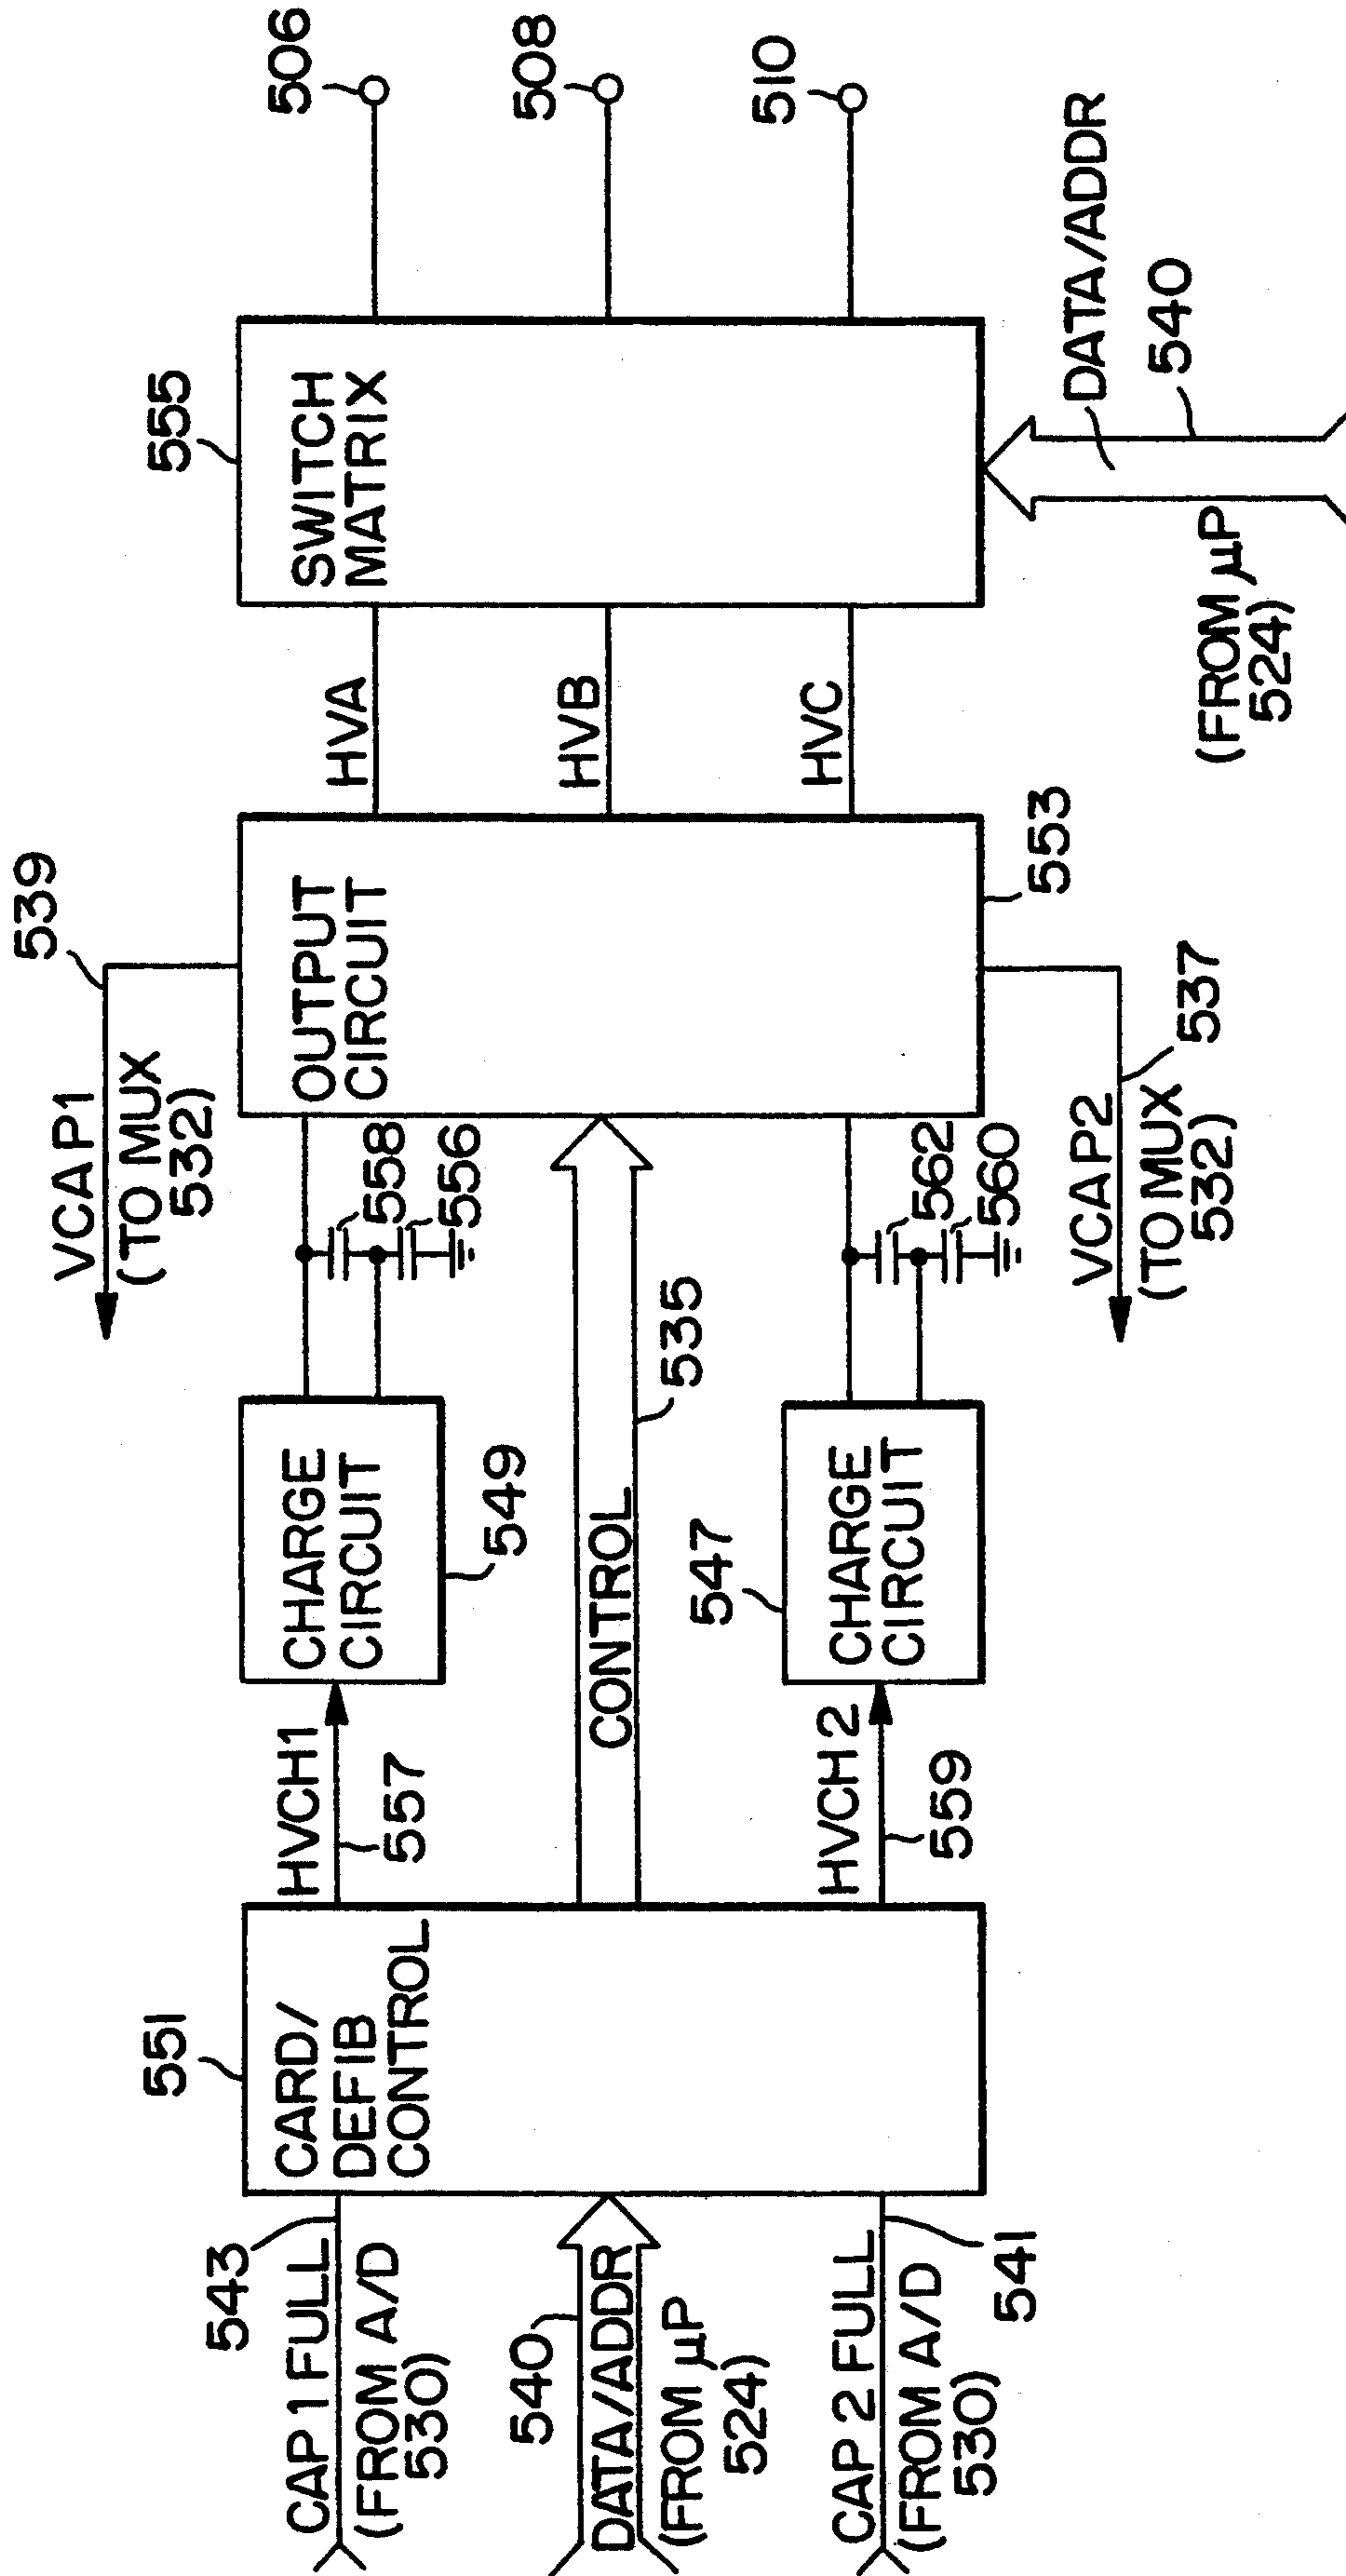 551
543
CAP 1 FULL
(FROM A/D
530)
540
DATA/ADDR
(FROM μP
524)
CAP 2 FULL
(FROM A/D
530)
541
CARD/
DEFIB
CONTROL
HVCH1
557
CONTROL
535
HVCH2
559
CHARGE
CIRCUIT
549
547
CHARGE
CIRCUIT
VCAP1
(TO MUX
532)
539
558
556
562
560
OUTPUT
CIRCUIT
553
VCAP2
(TO MUX
532)
537
HVA
HVB
HVC
555
SWITCH
MATRIX
506
508
510
DATA/ADDR
540
(FROM μP
524)